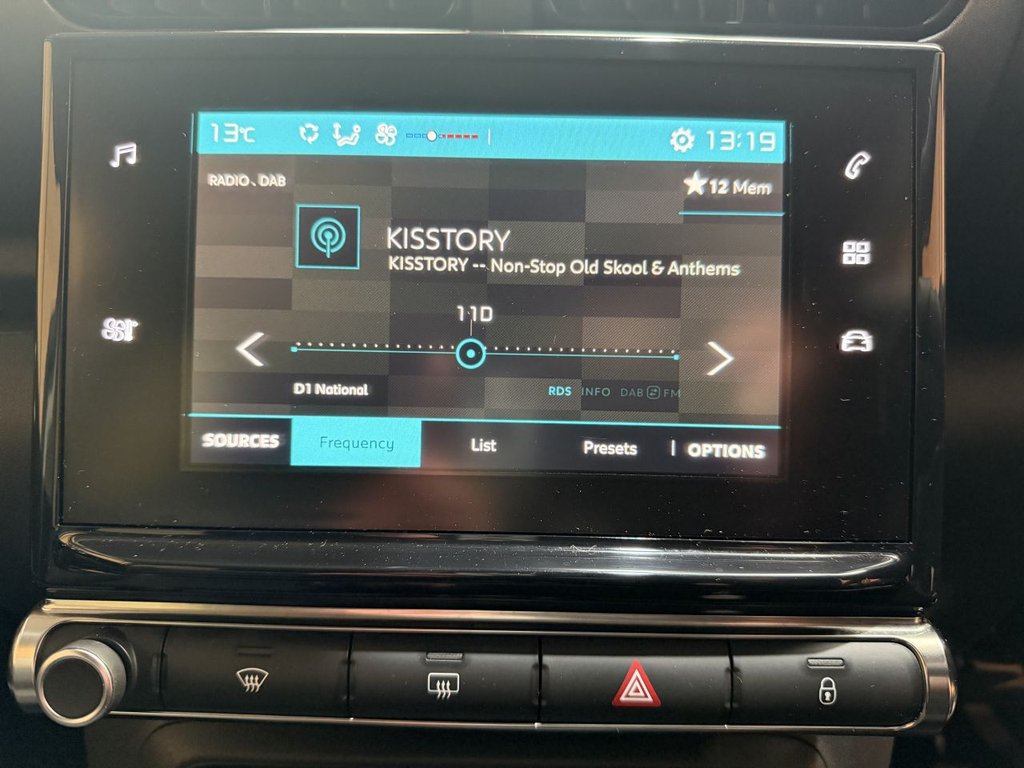 13°C 13:19
RADIO DAB
12 Mem
KISSTORY
KISSTORY -- Non-Stop Old Skool & Anthems
11D
D1 National
RDS INFO DAB FM
SOURCES Frequency List Presets OPTIONS